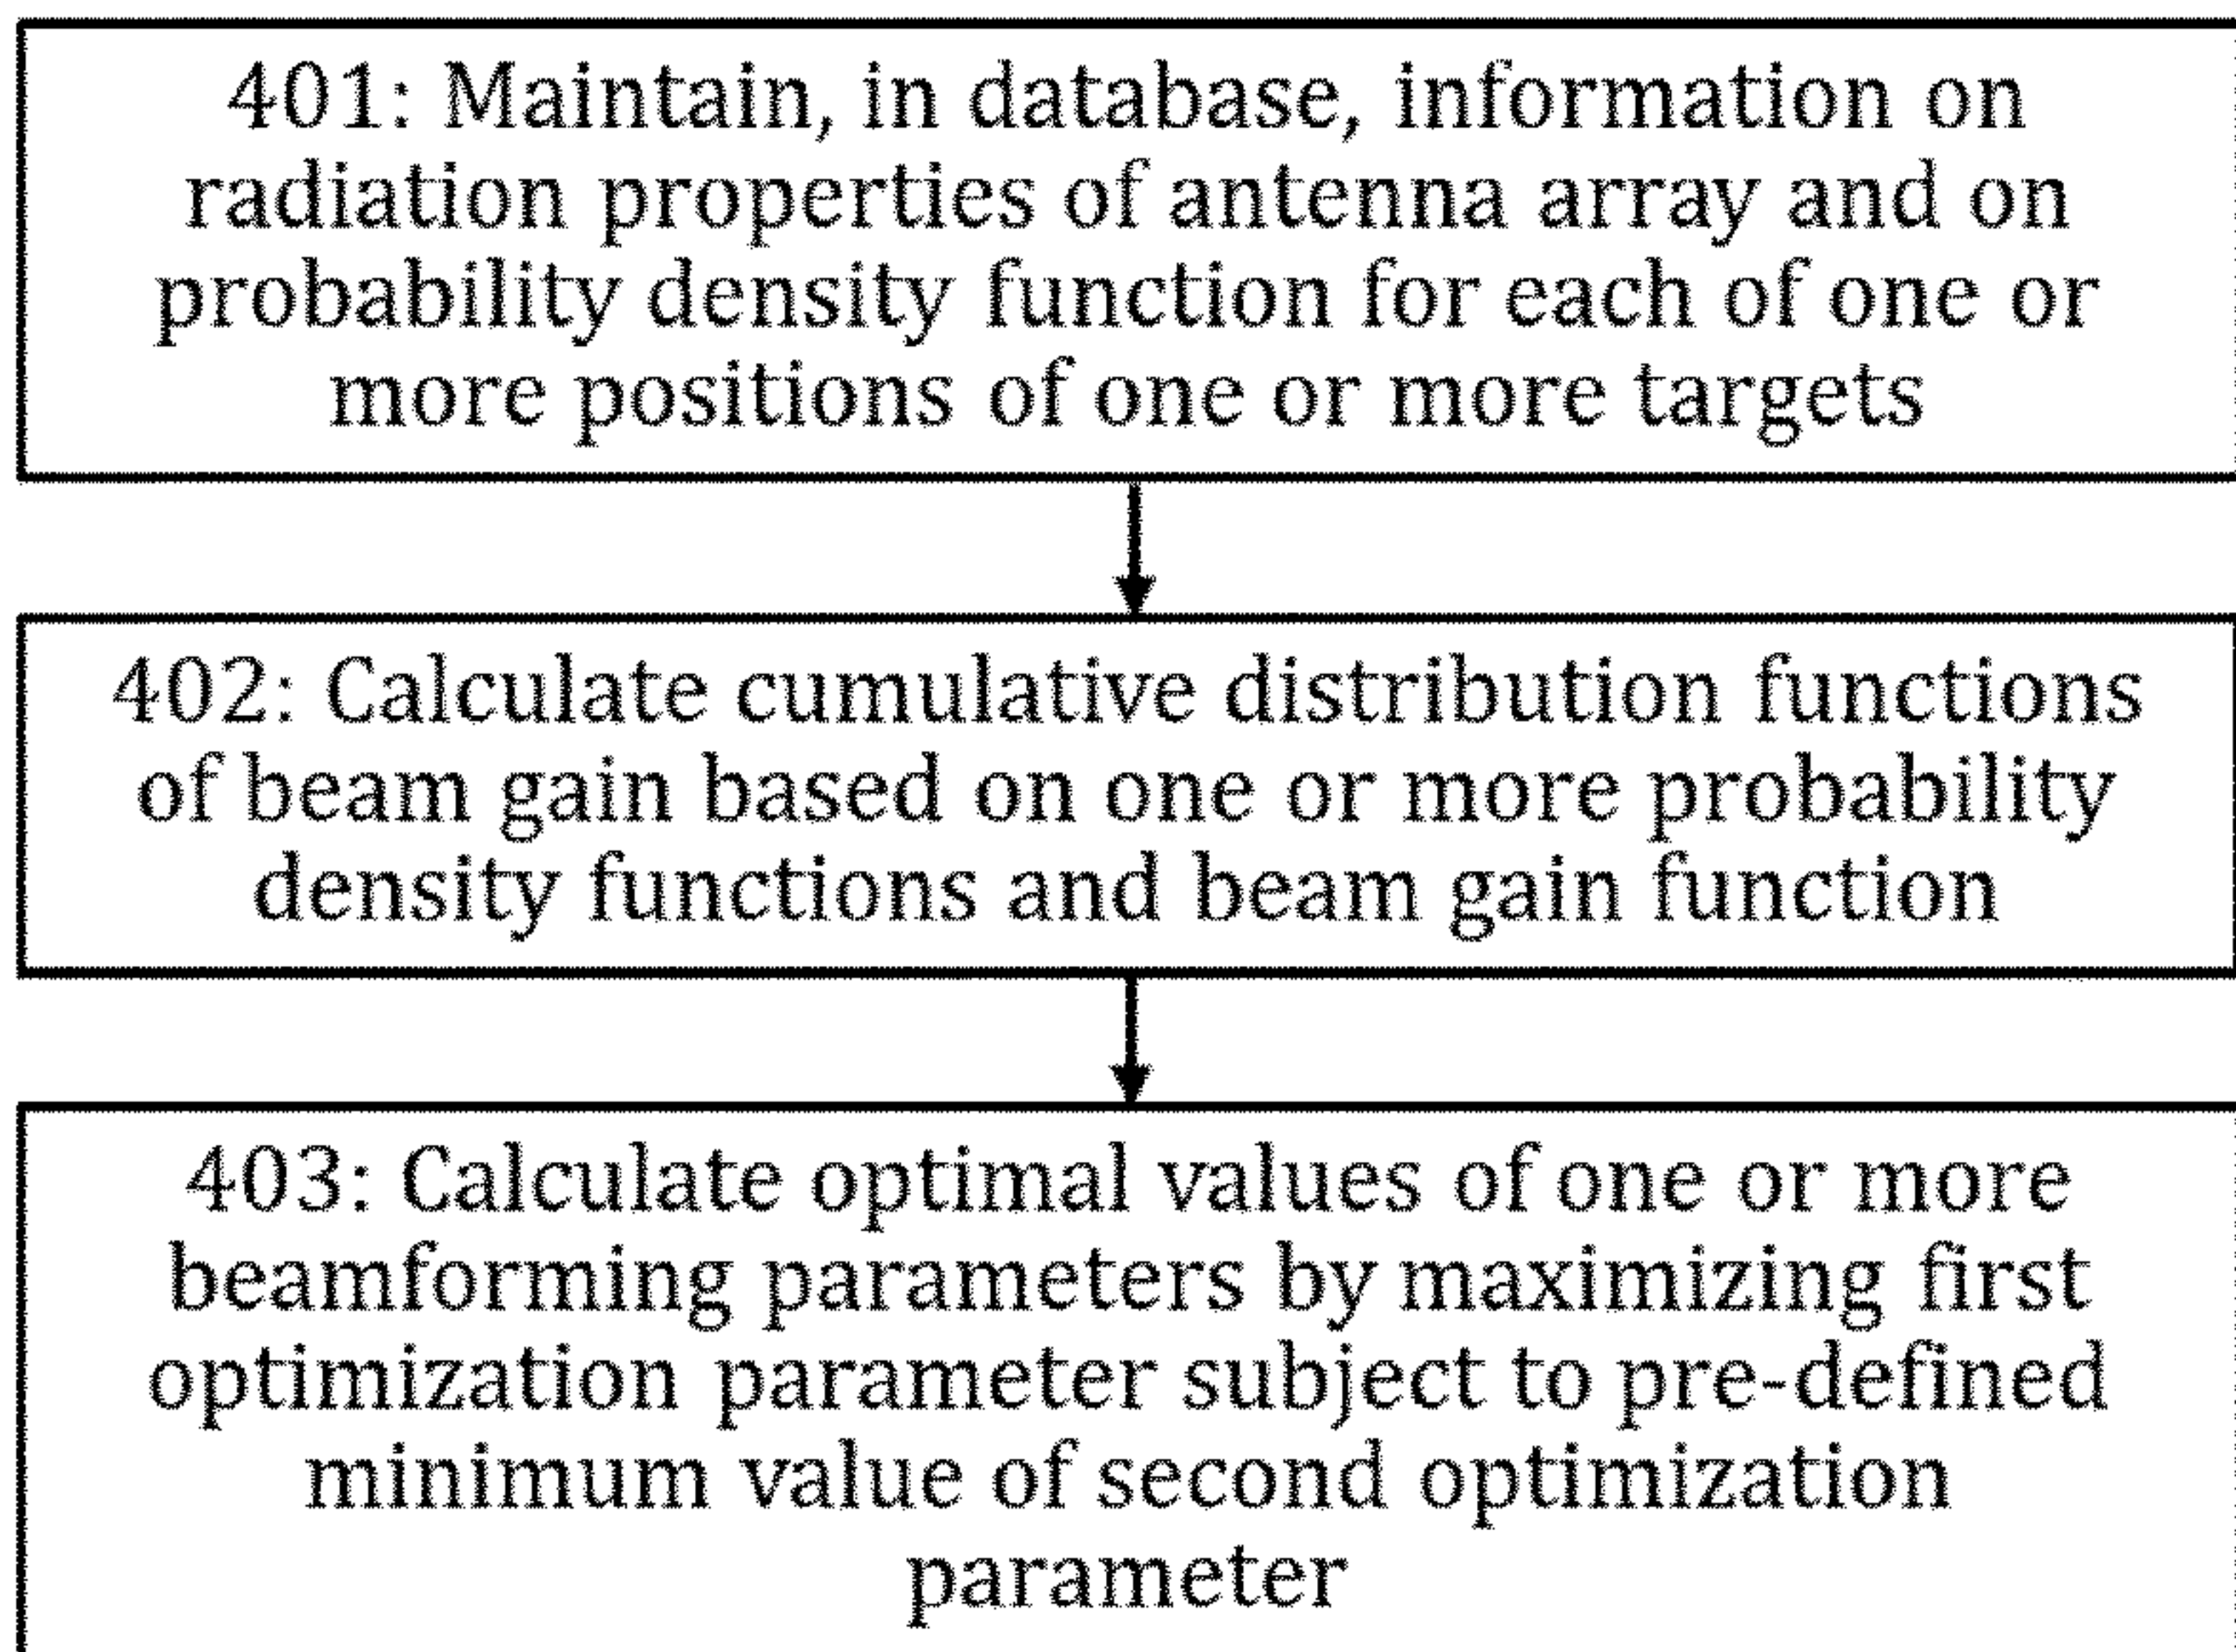 401: Maintain, in database, information on
radiation properties of antenna array and on
probability density function for each of one or
more positions of one or more targets
402: Calculate cumulative distribution functions
of beam gain based on one or more probability
density functions and beam gain function
403: Calculate optimal values of one or more
beamforming parameters by maximizing first
optimization parameter subject to pre-defined
minimum value of second optimization
parameter